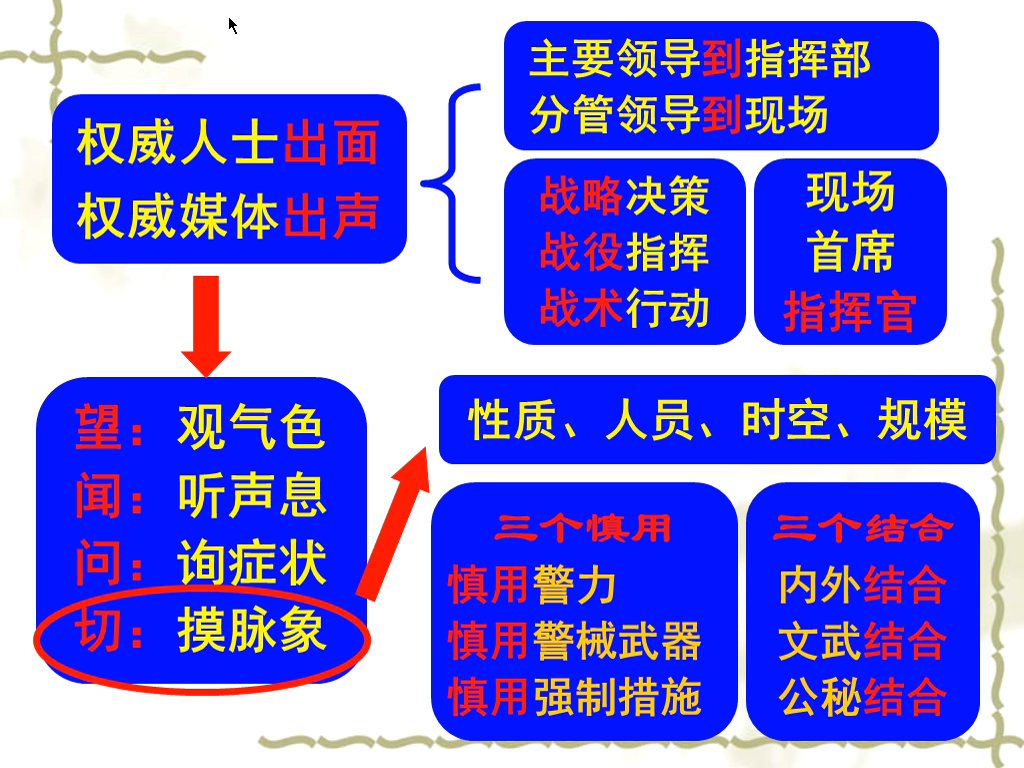 权威人士出面
权威媒体出声
主要领导到指挥部
分管领导到现场
战略决策
战役指挥
战术行动
现场
首席
指挥官
望：观气色
闻：听声息
问：询症状
切：摸脉象
性质、人员、时空、规模
三个慎用
慎用警力
慎用警械武器
慎用强制措施
三个结合
内外结合
文武结合
公秘结合